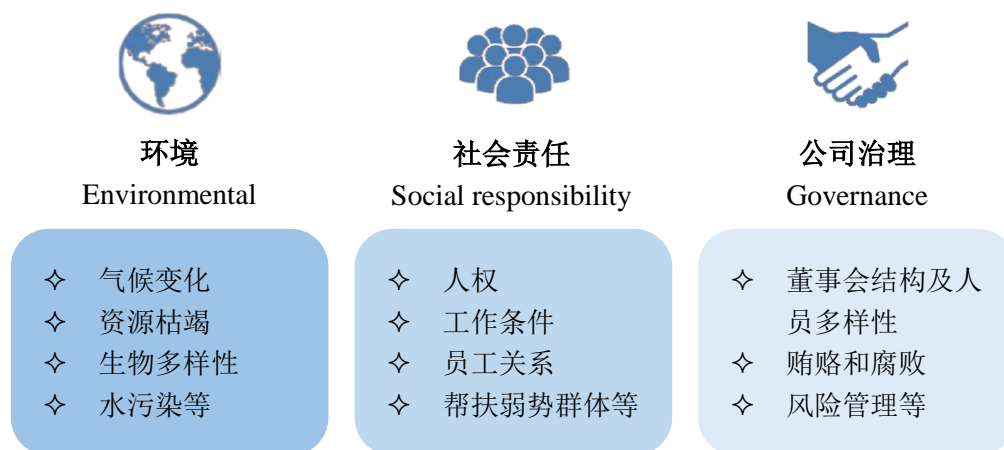 环境
Environmental
✧ 气候变化
✧ 资源枯竭
✧ 生物多样性
✧ 水污染等
社会责任
Social responsibility
✧ 人权
✧ 工作条件
✧ 员工关系
✧ 帮扶弱势群体等
公司治理
Governance
✧ 董事会结构及人
员多样性
✧ 贿赂和腐败
✧ 风险管理等